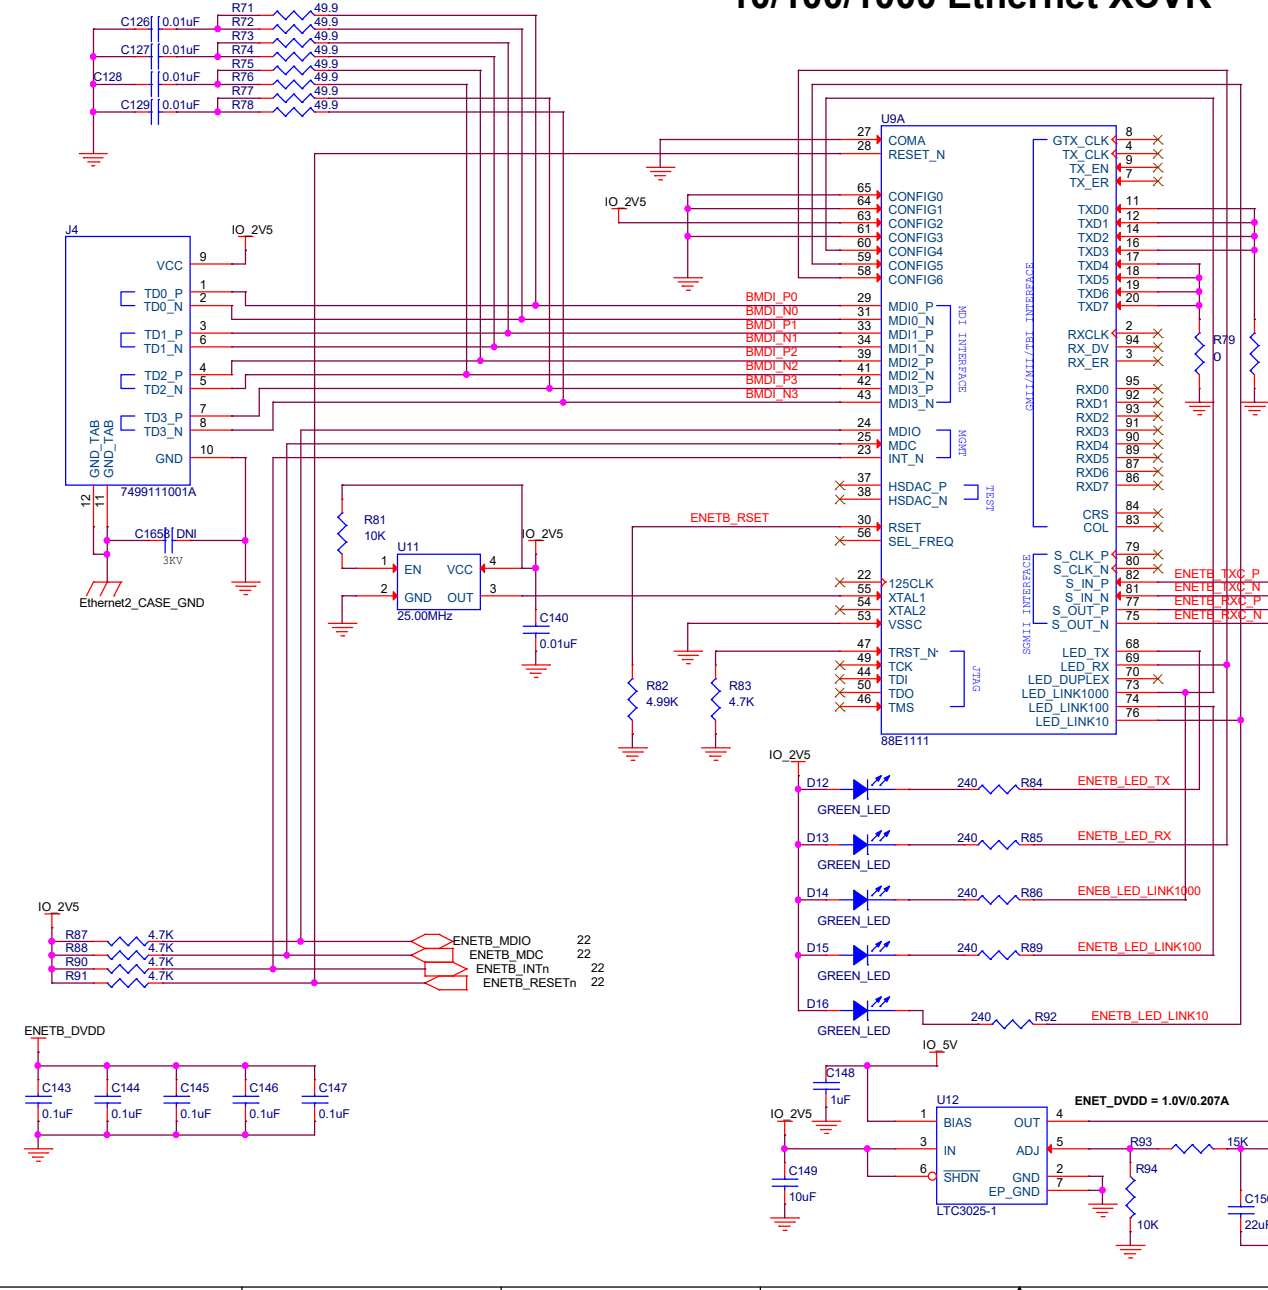 10/100/1000 Ethernet XCVR
R71 49.9
C126 0.01uF R72 49.9
R73 49.9
C127 0.01uF R74 49.9
R75 49.9
C128 0.01uF R76 49.9
R77 49.9
C129 0.01uF R78 49.9
U9A
27 COMA
28 RESET_N
65 CONFIG0
64 CONFIG1
63 CONFIG2
61 CONFIG3
60 CONFIG4
59 CONFIG5
58 CONFIG6
IO_2V5
GTX_CLK 8
TX_CLK 4
TX_EN 9
TX_ER 7
TXD0 11
TXD1 12
TXD2 14
TXD3 16
TXD4 17
TXD5 18
TXD6 19
TXD7 20
RXCLK 2
RX_DV 94
RX_ER 3
R79
0
RXD0 95
RXD1 92
RXD2 93
RXD3 91
RXD4 90
RXD5 89
RXD6 87
RXD7 86
CRS 84
COL 83
GMII/MII/TBI INTERFACE
J4
IO_2V5
VCC 9
TD0_P 1
TD0_N 2
TD1_P 3
TD1_N 6
TD2_P 4
TD2_N 5
TD3_P 7
TD3_N 8
GND 10
GND_TAB
GND_TAB
12
11
7499111001A
C1658 DNI
3KV
Ethernet2_CASE_GND
BMDI_P0 29 MDI0_P
BMDI_N0 31 MDI0_N
BMDI_P1 33 MDI1_P
BMDI_N1 34 MDI1_N
BMDI_P2 39 MDI2_P
BMDI_N2 41 MDI2_N
BMDI_P3 42 MDI3_P
BMDI_N3 43 MDI3_N
MDI INTERFACE
24 MDIO
25 MDC
23 INT_N
MGMT
37 HSDAC_P
38 HSDAC_N
TEST
ENETB_RSET 30 RSET
56 SEL_FREQ
22 125CLK
55 XTAL1
54 XTAL2
53 VSSC
47 TRST_N
49 TCK
44 TDI
50 TDO
46 TMS
JTAG
88E1111
S_CLK_P 79
S_CLK_N 80
S_IN_P 82 ENETB_TXC_P
S_IN_N 81 ENETB_TXC_N
S_OUT_P 77 ENETB_RXC_P
S_OUT_N 75 ENETB_RXC_N
SGMII INTERFACE
LED_TX 68
LED_RX 69
LED_DUPLEX 70
LED_LINK1000 73
LED_LINK100 74
LED_LINK10 76
R81
10K
U11
IO_2V5
1 EN VCC 4
2 GND OUT 3
25.00MHz
C140
0.01uF
R82
4.99K
R83
4.7K
IO_2V5
D12 240 R84 ENETB_LED_TX
GREEN_LED
D13 240 R85 ENETB_LED_RX
GREEN_LED
D14 240 R86 ENEB_LED_LINK1000
GREEN_LED
D15 240 R89 ENETB_LED_LINK100
GREEN_LED
D16 240 R92 ENETB_LED_LINK10
GREEN_LED
IO_2V5
R87 4.7K ENETB_MDIO 22
R88 4.7K ENETB_MDC 22
R90 4.7K ENETB_INTn 22
R91 4.7K ENETB_RESETn 22
ENETB_DVDD
C143 C144 C145 C146 C147
0.1uF 0.1uF 0.1uF 0.1uF 0.1uF
IO_5V
C148
1uF
IO_2V5
C149
10uF
U12
1 BIAS OUT 4
3 IN ADJ 5
6 SHDN GND 2
EP_GND 7
LTC3025-1
ENET_DVDD = 1.0V/0.207A
R93 15K
R94
10K
22uF